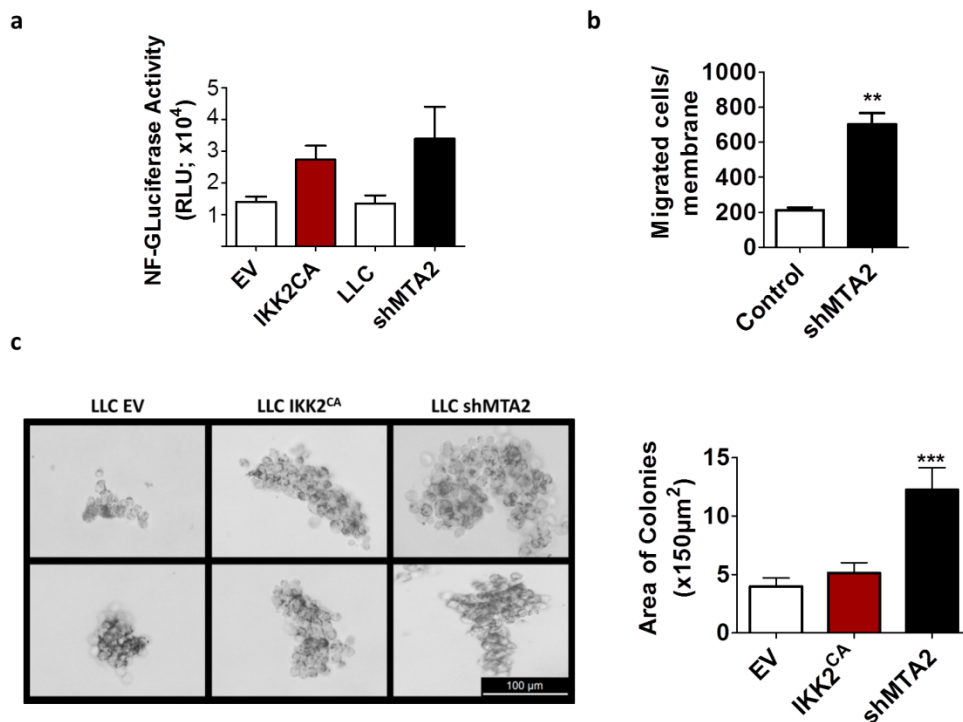 a
NF-GLuciferase Activity
(RLU; x10⁴)
5
4
3
2
1
EV
IKK2CA
LLC
shMTA2
b
Migrated cells/
membrane
1000
800
600
400
200
0
**
Control
shMTA2
c
LLC EV
LLC IKK2ᶜᴬ
LLC shMTA2
100 µm
Area of Colonies
(x150µm²)
15
10
5
0
***
EV
IKK2ᶜᴬ
shMTA2